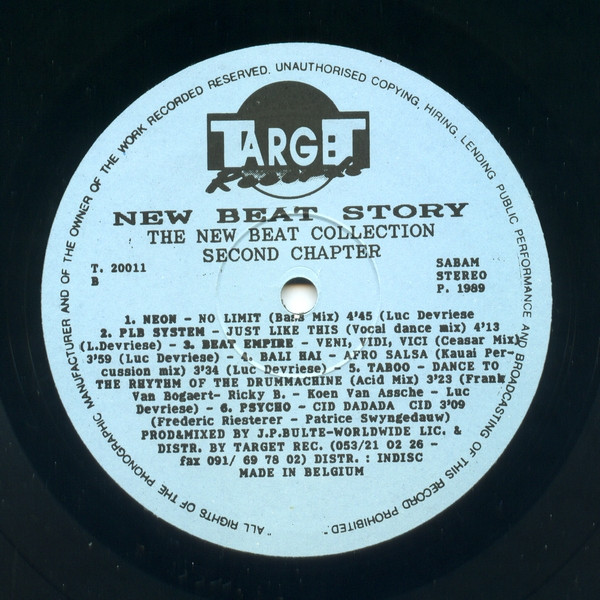 "ALL RIGHTS OF THE PHONOGRAPHIC MANUFACTURER AND OF THE OWNER OF THE WORK RECORDED RESERVED. UNAUTHORISED COPYING, HIRING, LENDING PUBLIC PERFORMANCE AND BROADCASTING OF THIS RECORD PROHIBITED."
TARGET
Records
NEW BEAT STORY
THE NEW BEAT COLLECTION
SECOND CHAPTER
T. 20011
B
SABAM
STEREO
P. 1989
1. NEON - NO LIMIT (Bass Mix) 4'45 (Luc Devriese
2. PLB SYSTEM - JUST LIKE THIS (Vocal dance mix) 4'13
(L.Devriese) - 3. BEAT EMPIRE - VENI, VIDI, VICI (Ceasar Mix)
3'59 (Luc Devriese) - 4. BALI HAI - AFRO SALSA (Kauai Per-
cussion mix) 3'34 (Luc Devriese) 5. TABOO - DANCE TO
THE RHYTHM OF THE DRUMMACHINE (Acid Mix) 3'23 (Frank
Van Bogaert- Ricky B. - Koen Van Assche - Luc
Devriese) - 6. PSYCHO - CID DADADA CID 3'09
(Frederic Riesterer - Patrice Swyngedauw)
PROD&MIXED BY J.P.BULTE-WORLDWIDE LIC. &
DISTR. BY TARGET REC. (053/21 02 26 -
fax 091/ 69 78 02) DISTR. : INDISC
MADE IN BELGIUM